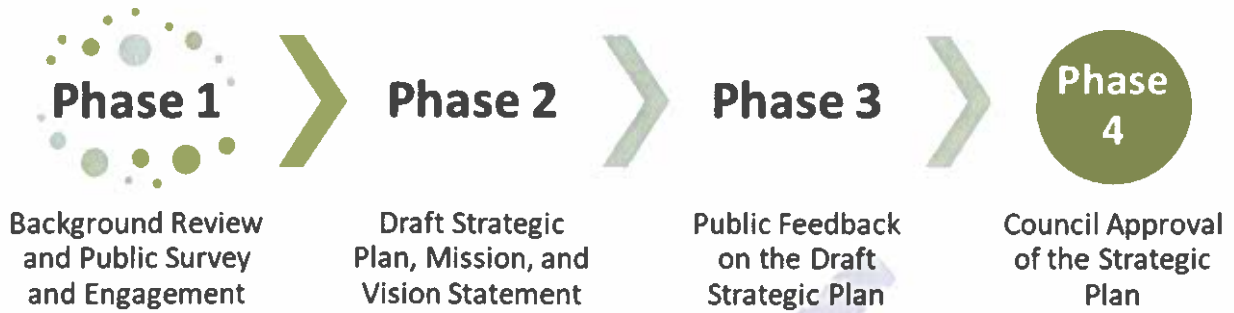 Phase 1
Phase 2
Phase 3
Phase
4
Background Review
and Public Survey
and Engagement
Draft Strategic
Plan, Mission, and
Vision Statement
Public Feedback
on the Draft
Strategic Plan
Council Approval
of the Strategic
Plan